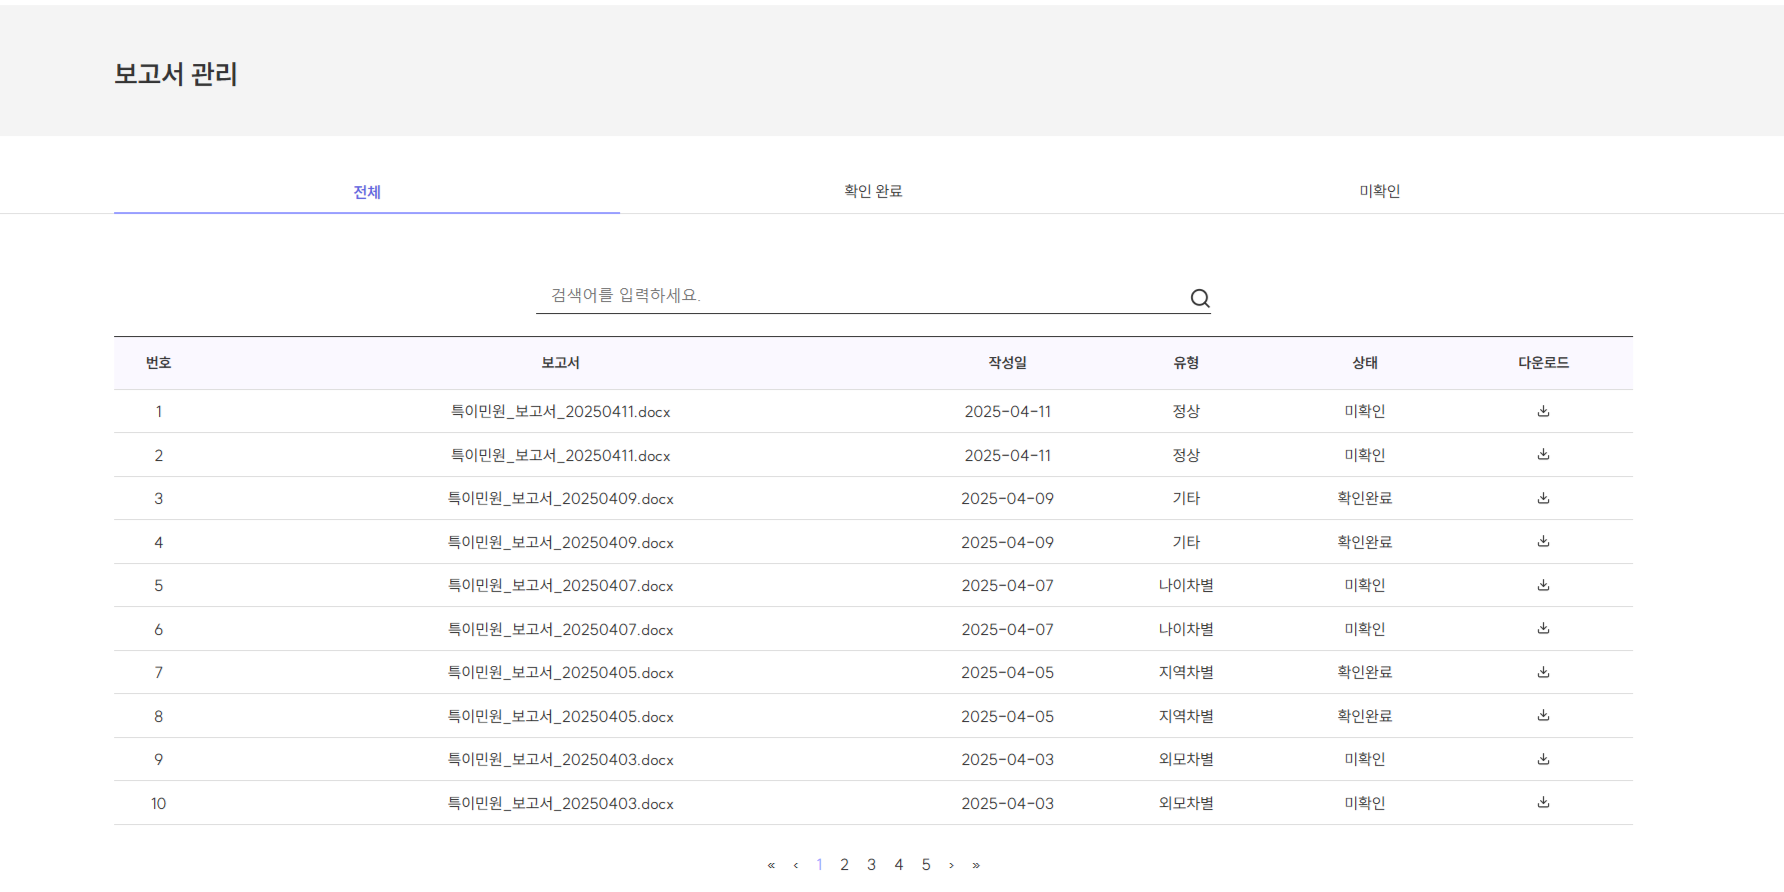 보고서 관리
전체 확인 완료 미확인
검색어를 입력하세요.
번호 보고서 작성일 유형 상태 다운로드
1 특이민원_보고서_20250411.docx 2025-04-11 정상 미확인
2 특이민원_보고서_20250411.docx 2025-04-11 정상 미확인
3 특이민원_보고서_20250409.docx 2025-04-09 기타 확인완료
4 특이민원_보고서_20250409.docx 2025-04-09 기타 확인완료
5 특이민원_보고서_20250407.docx 2025-04-07 나이차별 미확인
6 특이민원_보고서_20250407.docx 2025-04-07 나이차별 미확인
7 특이민원_보고서_20250405.docx 2025-04-05 지역차별 확인완료
8 특이민원_보고서_20250405.docx 2025-04-05 지역차별 확인완료
9 특이민원_보고서_20250403.docx 2025-04-03 외모차별 미확인
10 특이민원_보고서_20250403.docx 2025-04-03 외모차별 미확인
« ‹ 1 2 3 4 5 › »